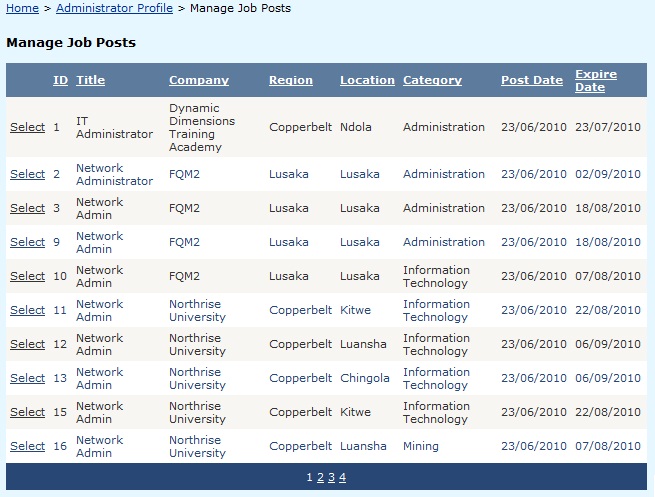 Home > Administrator Profile > Manage Job Posts
Manage Job Posts
ID Title Company Region Location Category Post Date Expire Date
Select 1 IT Administrator Dynamic Dimensions Training Academy Copperbelt Ndola Administration 23/06/2010 23/07/2010
Select 2 Network Administrator FQM2 Lusaka Lusaka Administration 23/06/2010 02/09/2010
Select 3 Network Admin FQM2 Lusaka Lusaka Administration 23/06/2010 18/08/2010
Select 9 Network Admin FQM2 Lusaka Lusaka Administration 23/06/2010 18/08/2010
Select 10 Network Admin FQM2 Lusaka Lusaka Information Technology 23/06/2010 07/08/2010
Select 11 Network Admin Northrise University Copperbelt Kitwe Information Technology 23/06/2010 22/08/2010
Select 12 Network Admin Northrise University Copperbelt Luansha Information Technology 23/06/2010 06/09/2010
Select 13 Network Admin Northrise University Copperbelt Chingola Information Technology 23/06/2010 06/09/2010
Select 15 Network Admin Northrise University Copperbelt Kitwe Information Technology 23/06/2010 22/08/2010
Select 16 Network Admin Northrise University Copperbelt Luansha Mining 23/06/2010 07/08/2010
1 2 3 4